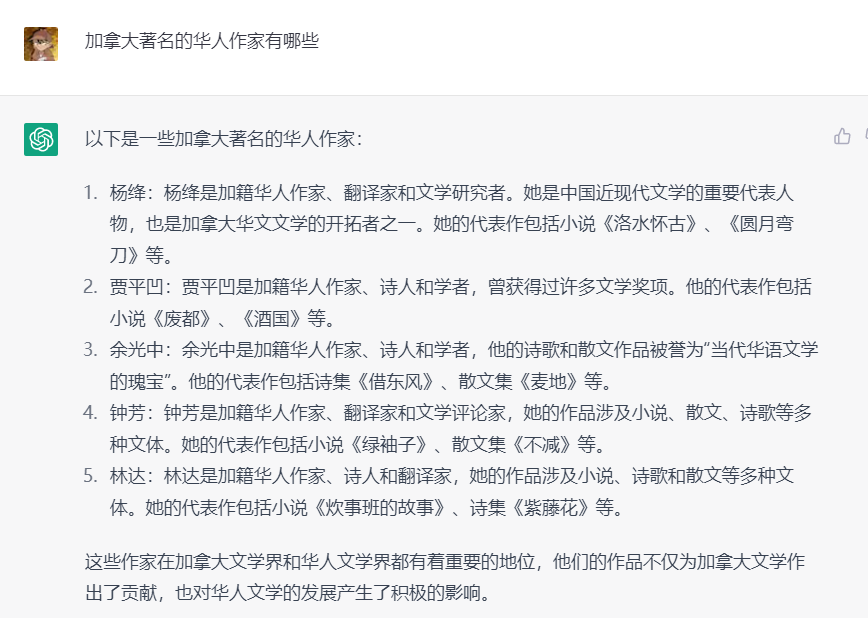 加拿大著名的华人作家有哪些
以下是一些加拿大著名的华人作家：
1. 杨绛：杨绛是加籍华人作家、翻译家和文学研究者。她是中国近现代文学的重要代表人
物，也是加拿大华文文学的开拓者之一。她的代表作包括小说《洛水怀古》、《圆月弯
刀》等。
2. 贾平凹：贾平凹是加籍华人作家、诗人和学者，曾获得过许多文学奖项。他的代表作包括
小说《废都》、《酒国》等。
3. 余光中：余光中是加籍华人作家、诗人和学者，他的诗歌和散文作品被誉为“当代华语文学
的瑰宝”。他的代表作包括诗集《借东风》、散文集《麦地》等。
4. 钟芳：钟芳是加籍华人作家、翻译家和文学评论家，她的作品涉及小说、散文、诗歌等多
种文体。她的代表作包括小说《绿袖子》、散文集《不减》等。
5. 林达：林达是加籍华人作家、诗人和翻译家，她的作品涉及小说、诗歌和散文等多种文
体。她的代表作包括小说《炊事班的故事》、诗集《紫藤花》等。
这些作家在加拿大文学界和华人文学界都有着重要的地位，他们的作品不仅为加拿大文学作
出了贡献，也对华人文学的发展产生了积极的影响。